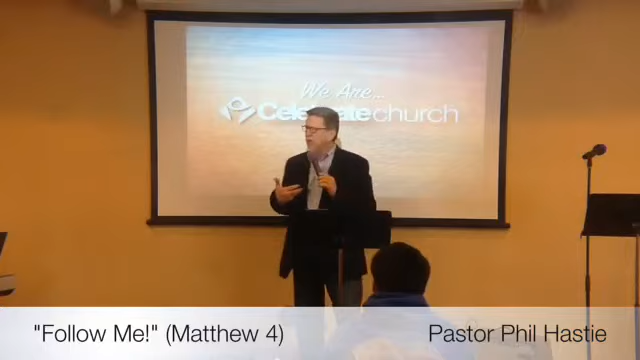 We Are...
Celebrate church
"Follow Me!" (Matthew 4)
Pastor Phil Hastie